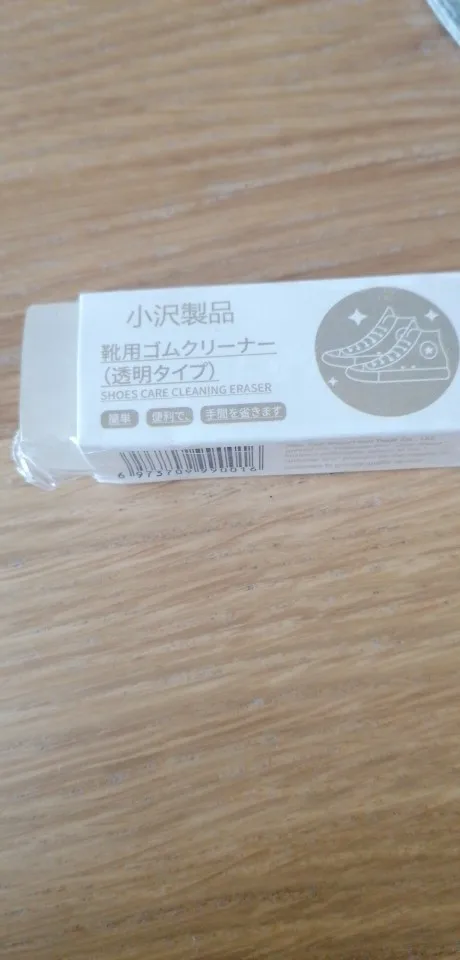 小沢製品
靴用ゴムクリーナー
（透明タイプ）
SHOES CARE CLEANING ERASER
簡単 便利で、 手間を省きます